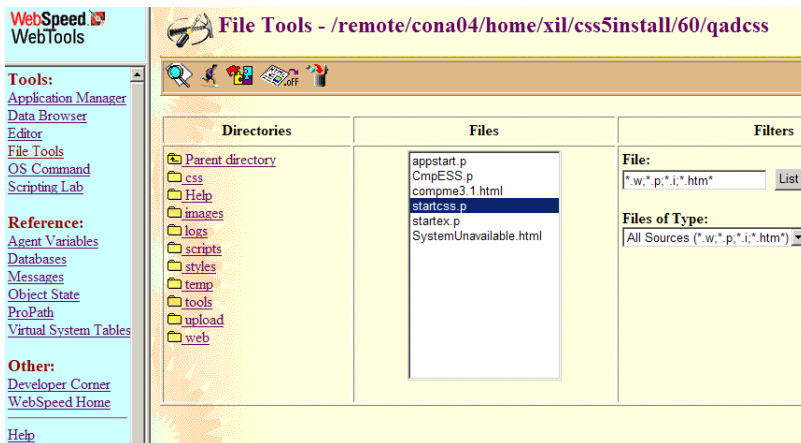 WebSpeed
WebTools
Tools:
Application Manager
Data Browser
Editor
File Tools
OS Command
Scripting Lab
Reference:
Agent Variables
Databases
Messages
Object State
ProPath
Virtual System Tables
Other:
Developer Corner
WebSpeed Home
Help
File Tools - /remote/cona04/home/xil/css5install/60/qadcss
.OFF
Directories
Parent directory
css
Help
images
logs
scripts
styles
temp
tools
upload
web
Files
appstart.p
CmpESS.p
compme3.1.html
startcss.p
startex.p
SystemUnavailable.html
Filters
File:
*.w;*.p;*.i;*.htm*
List
Files of Type:
All Sources (*.w;*.p;*.i;*.htm*)